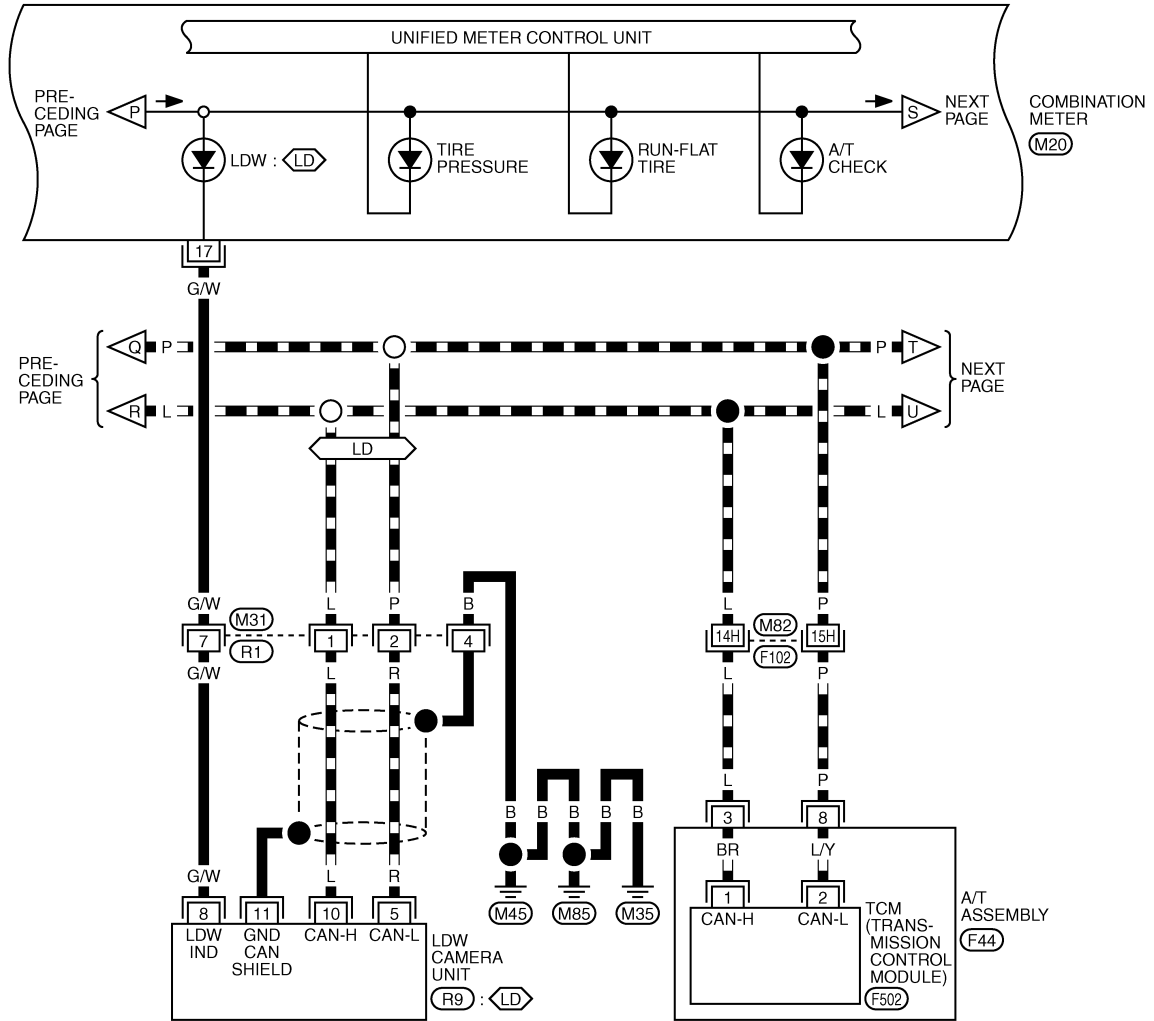 UNIFIED METER CONTROL UNIT
PRE-
CEDING
PAGE
P
S
NEXT
PAGE
COMBINATION
METER
M20
LDW : LD
TIRE
PRESSURE
RUN-FLAT
TIRE
A/T
CHECK
17
G/W
PRE-
CEDING
PAGE
Q P
P T
R L
L U
NEXT
PAGE
LD
G/W
L
P
B
L
P
M31
R1
7
1
2
4
14H
M82
F102
15H
G/W
L
R
L
P
L
P
B
B
B
B
B
3
8
BR
L/Y
G/W
L
R
8
11
10
5
LDW
IND
GND
CAN
SHIELD
CAN-H
CAN-L
LDW
CAMERA
UNIT
R9 : LD
M45
M85
M35
1
2
CAN-H
CAN-L
TCM
(TRANS-
MISSION
CONTROL
MODULE)
F502
A/T
ASSEMBLY
F44